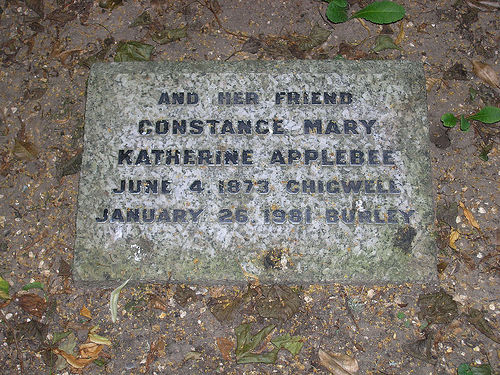 AND HER FRIEND
CONSTANCE MARY
KATHERINE APPLEBEE
JUNE 4 1873 CHIGWELL
JANUARY 26 1981 BURLEY